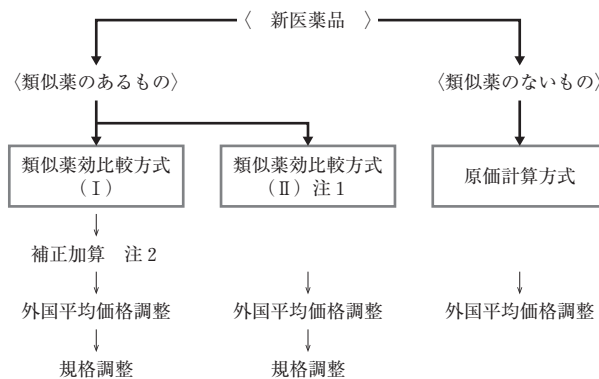 〈　新医薬品　〉
〈類似薬のあるもの〉
〈類似薬のないもの〉
類似薬効比較方式
（Ⅰ）
類似薬効比較方式
（Ⅱ）注１
原価計算方式
補正加算　注２
外国平均価格調整
外国平均価格調整
外国平均価格調整
規格調整
規格調整